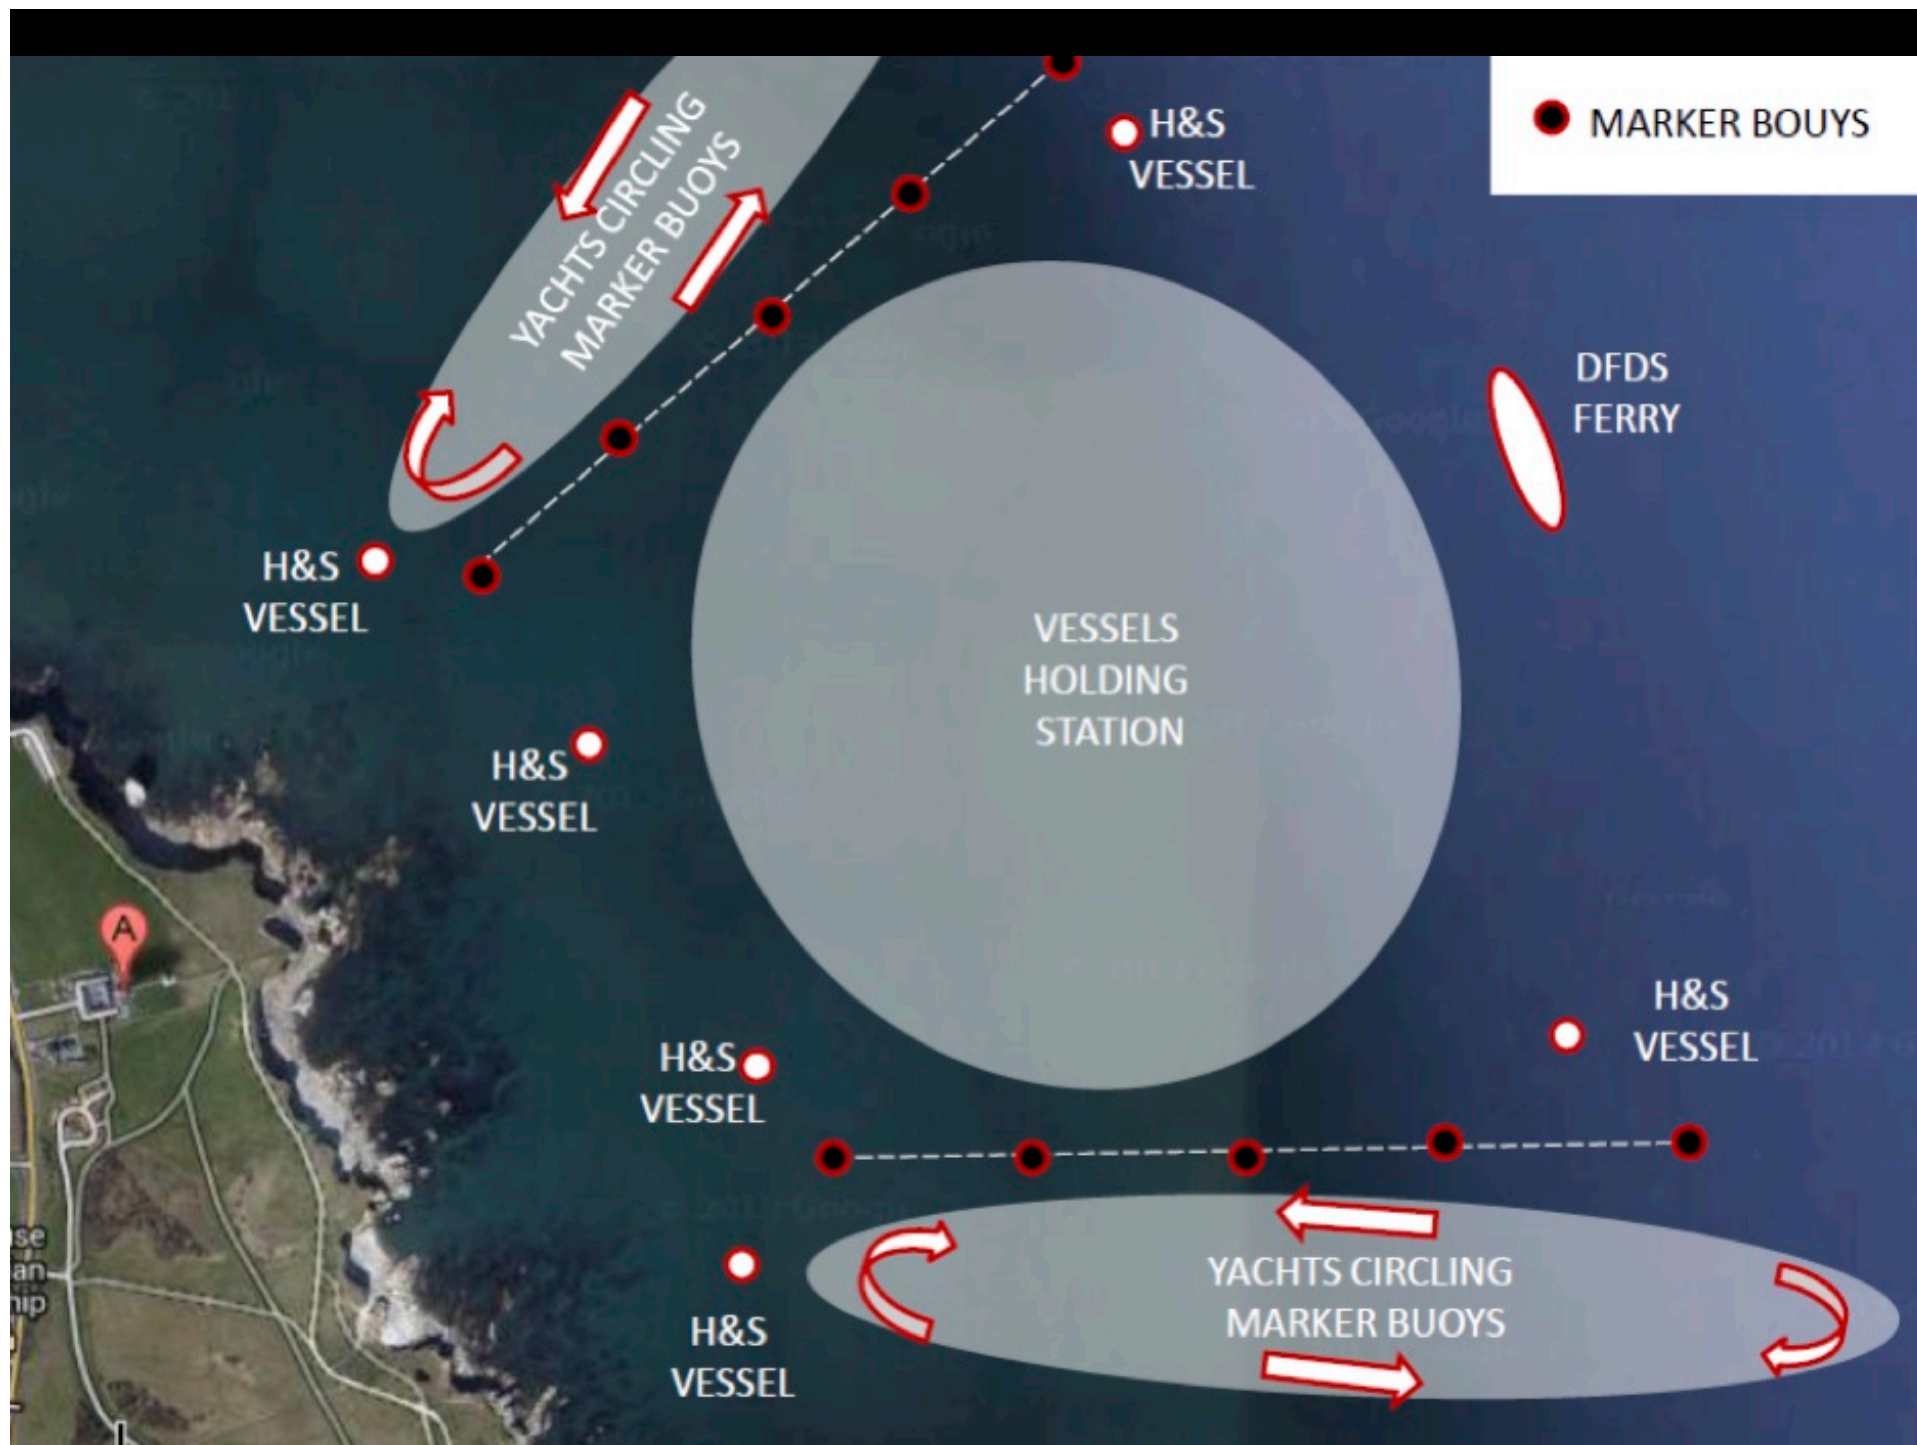 H&S
VESSEL
MARKER BOUYS
YACHTS CIRCLING
MARKER BUOYS
DFDS
FERRY
H&S
VESSEL
VESSELS
HOLDING
STATION
H&S
VESSEL
A
H&S
VESSEL
H&S
VESSEL
YACHTS CIRCLING
MARKER BUOYS
H&S
VESSEL